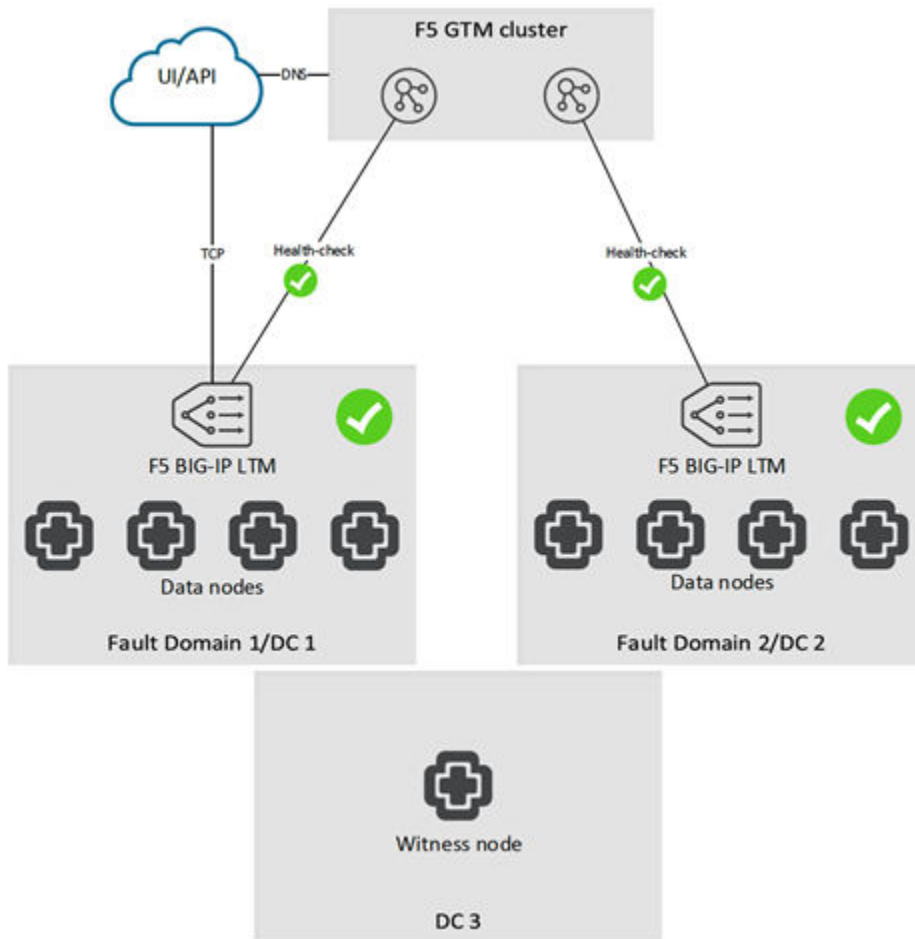 F5 GTM cluster
UI/API
DNS
TCP
Health-check
Health-check
F5 BIG-IP LTM
Data nodes
Fault Domain 1/DC 1
F5 BIG-IP LTM
Data nodes
Fault Domain 2/DC 2
Witness node
DC 3